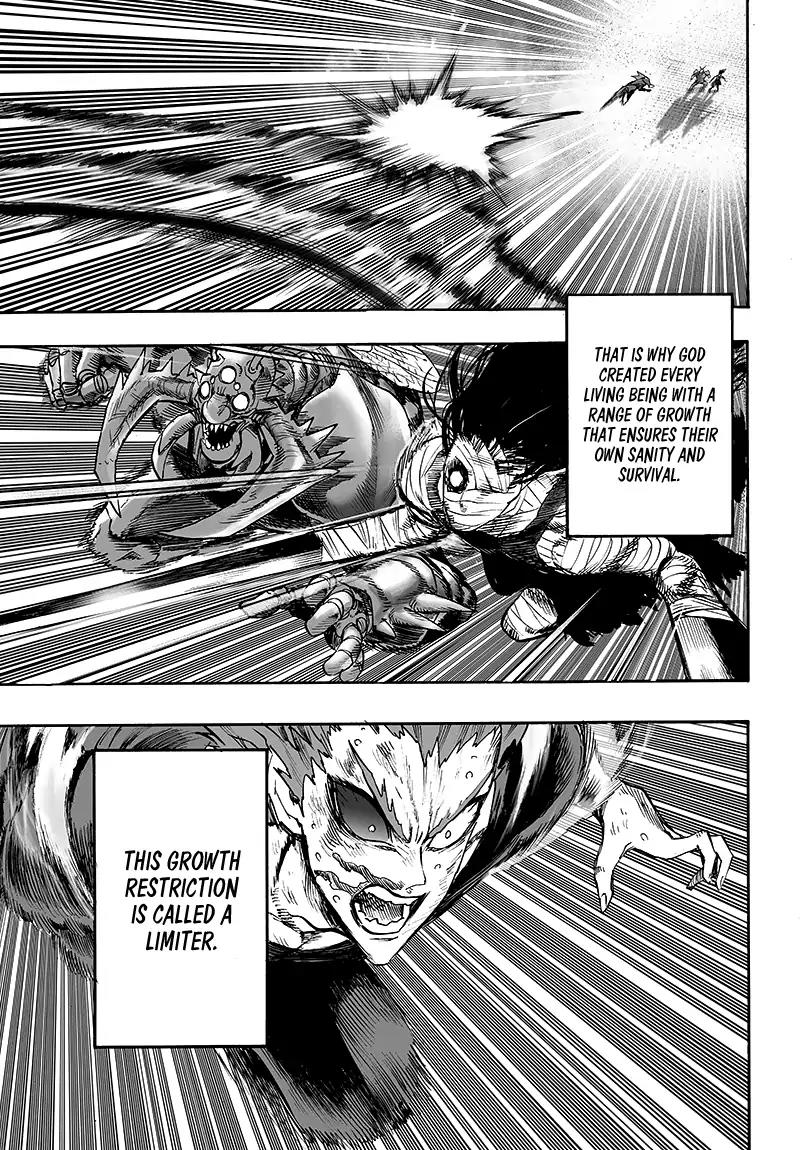 THAT IS WHY GOD
CREATED EVERY
LIVING BEING WITH A
RANGE OF GROWTH
THAT ENSURES THEIR
OWN SANITY AND
SURVIVAL.
THIS GROWTH
RESTRICTION
IS CALLED A
LIMITER.